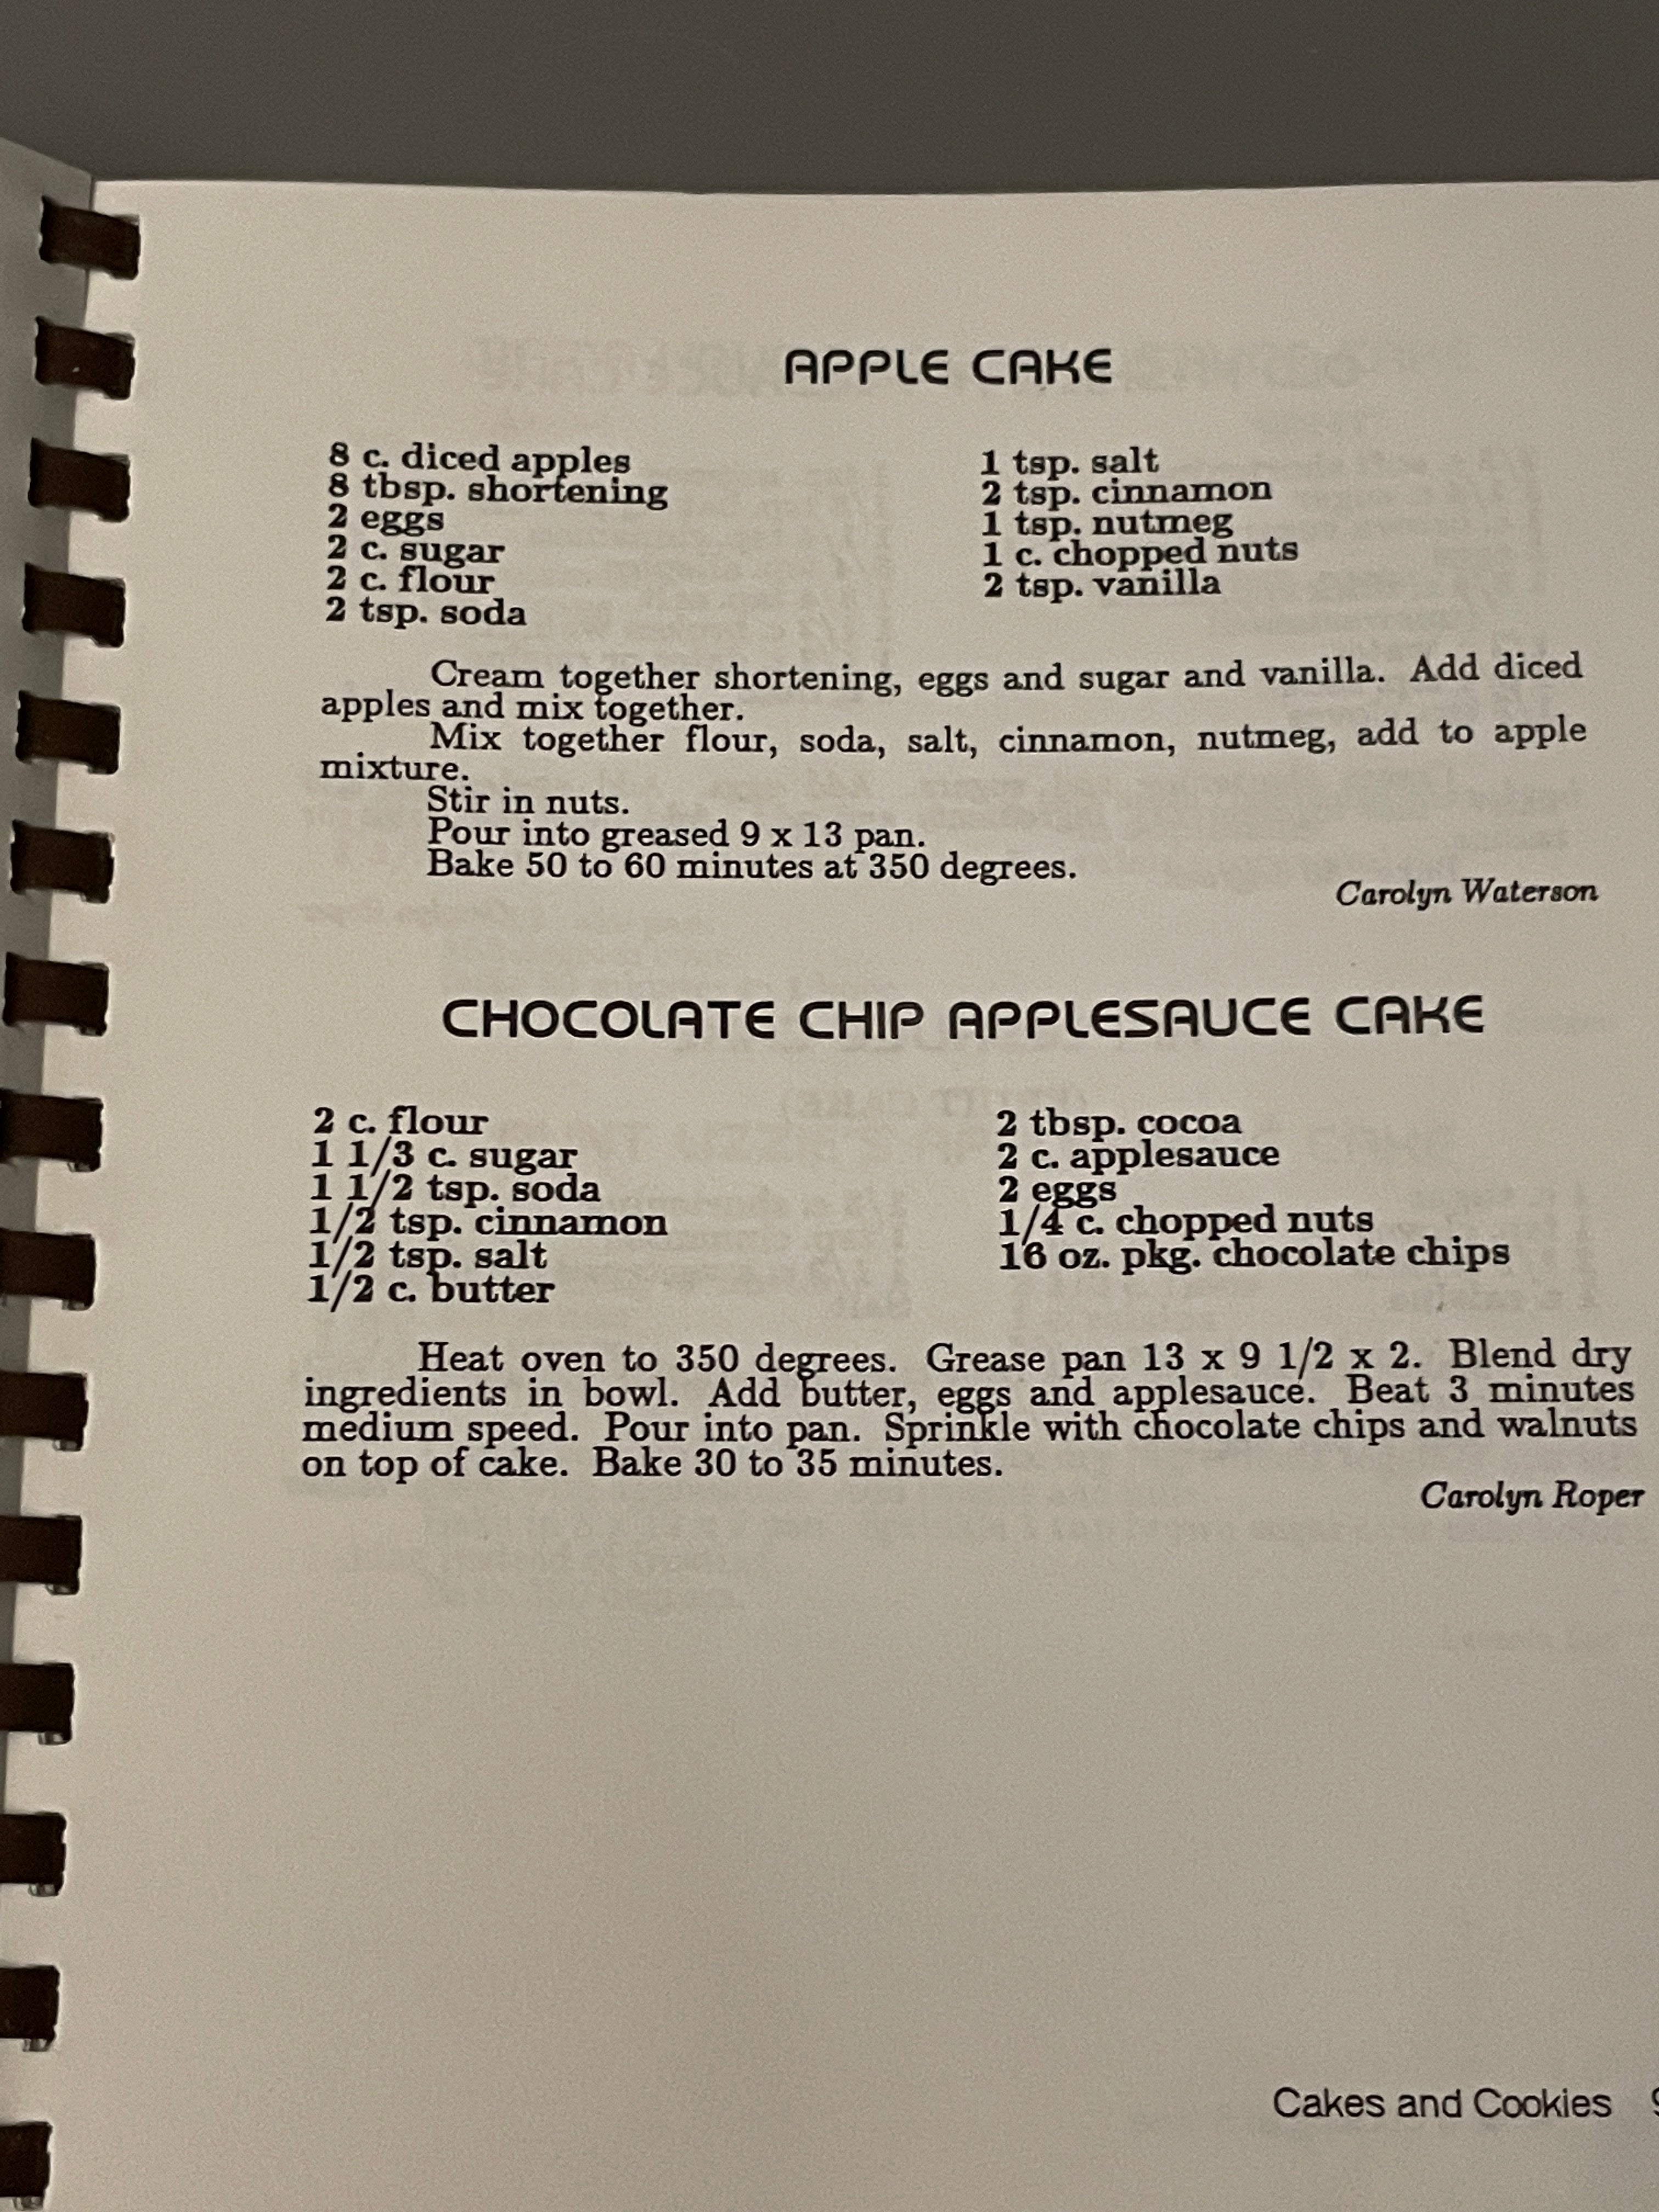 APPLE CAKE
8 c. diced apples
8 tbsp. shortening
2 eggs
2 c. sugar
2 c. flour
2 tsp. soda
1 tsp. salt
2 tsp. cinnamon
1 tsp. nutmeg
1 c. chopped nuts
2 tsp. vanilla
Cream together shortening, eggs and sugar and vanilla. Add diced
apples and mix together.
Mix together flour, soda, salt, cinnamon, nutmeg, add to apple
mixture.
Stir in nuts.
Pour into greased 9 x 13 pan.
Bake 50 to 60 minutes at 350 degrees.
Carolyn Waterson
CHOCOLATE CHIP APPLESAUCE CAKE
2 c. flour
1 1/3 c. sugar
1 1/2 tsp. soda
1/2 tsp. cinnamon
1/2 tsp. salt
1/2 c. butter
2 tbsp. cocoa
2 c. applesauce
2 eggs
1/4 c. chopped nuts
16 oz. pkg. chocolate chips
Heat oven to 350 degrees. Grease pan 13 x 9 1/2 x 2. Blend dry
ingredients in bowl. Add butter, eggs and applesauce. Beat 3 minutes
medium speed. Pour into pan. Sprinkle with chocolate chips and walnuts
on top of cake. Bake 30 to 35 minutes.
Carolyn Roper
Cakes and Cookies